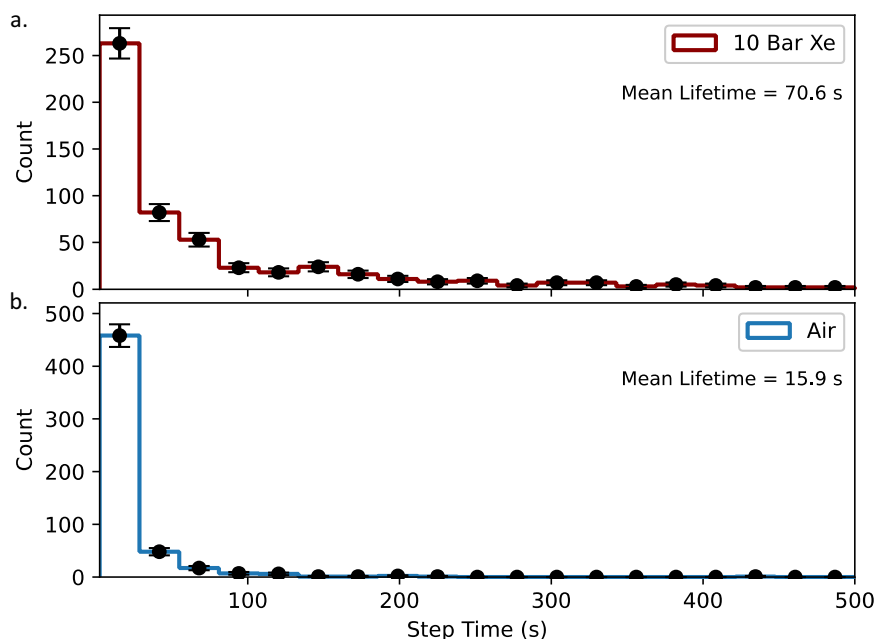 a.
250
200
150
100
50
0
Count
10 Bar Xe
Mean Lifetime = 70.6 s
b.
500
400
300
200
100
0
Count
Air
Mean Lifetime = 15.9 s
100 200 300 400 500
Step Time (s)